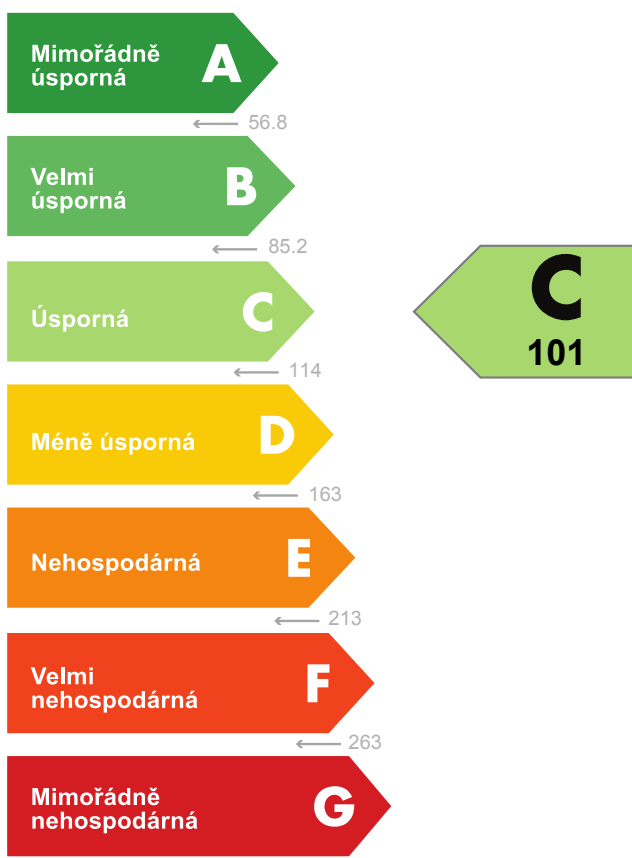 Mimořádně
úsporná
A
56.8
Velmi
úsporná
B
85.2
Úsporná
C
C
101
114
Méně úsporná
D
163
Nehospodárná
E
213
Velmi
nehospodárná
F
263
Mimořádně
nehospodárná
G